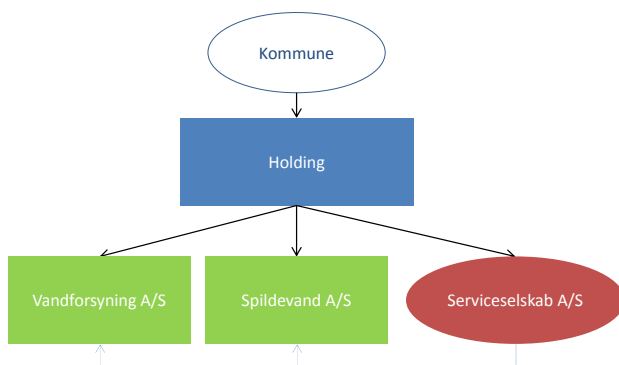 Kommune
Holding
Vandforsyning A/S
Spildevand A/S
Serviceselskab A/S